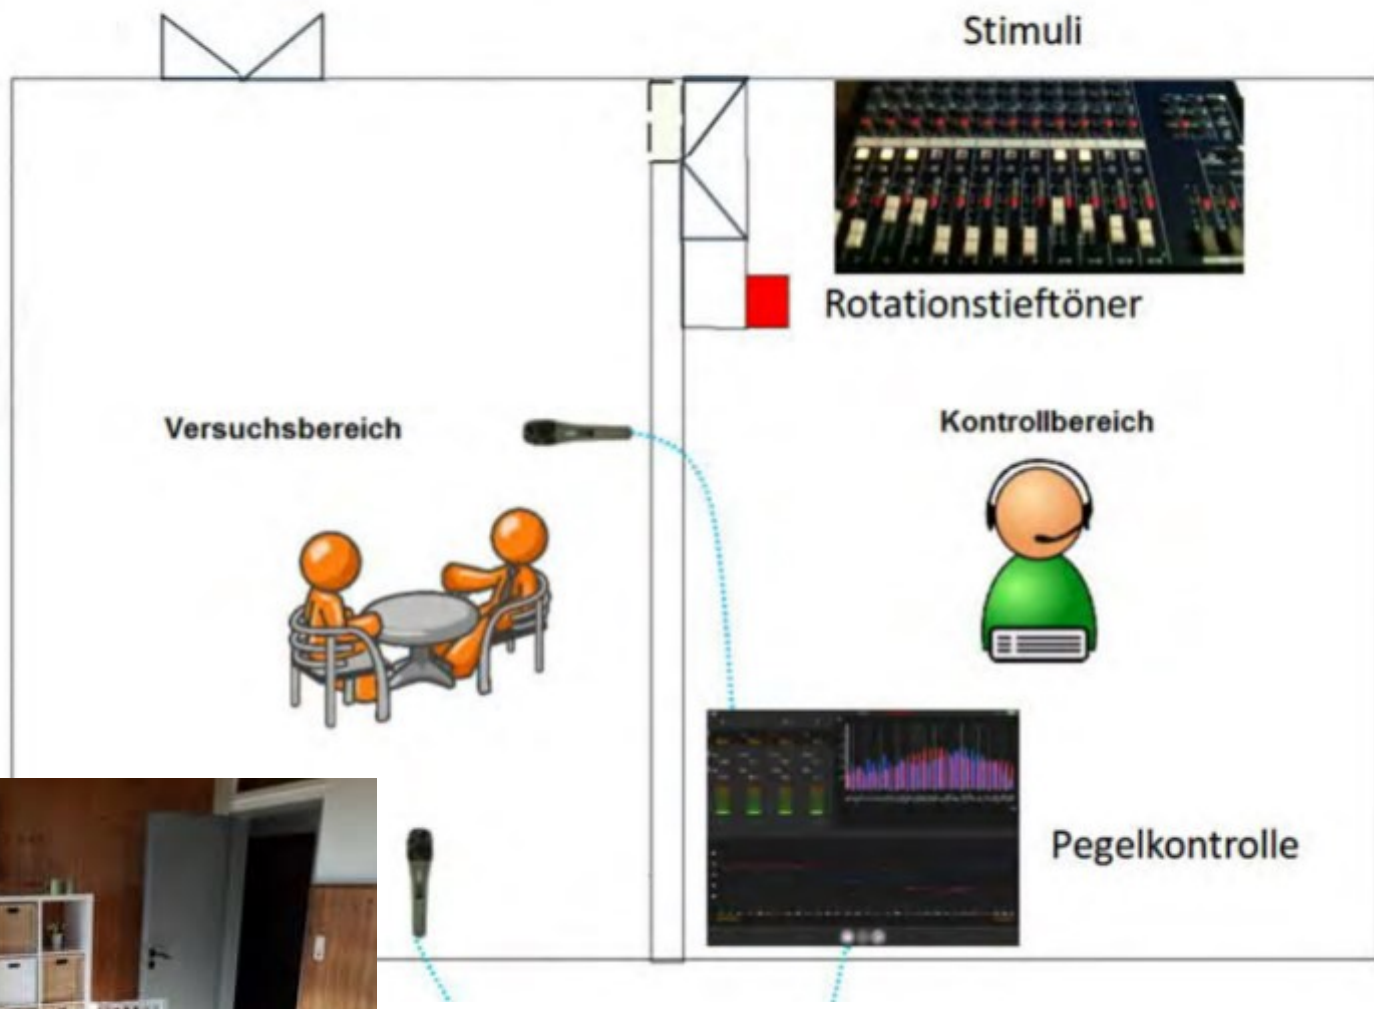 Stimuli
Rotationstieftöner
Versuchsbereich
Kontrollbereich
Pegelkontrolle